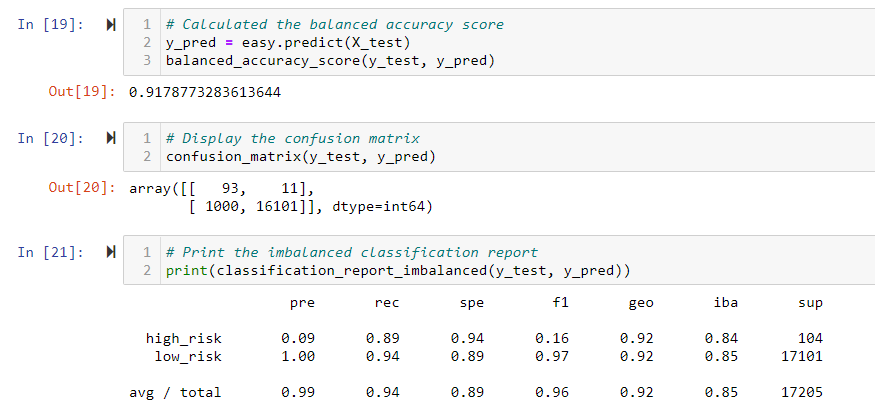 In [19]: 1 # Calculated the balanced accuracy score
2 y_pred = easy.predict(X_test)
3 balanced_accuracy_score(y_test, y_pred)
Out[19]: 0.9178773283613644
In [20]: 1 # Display the confusion matrix
2 confusion_matrix(y_test, y_pred)
Out[20]: array([[   93,    11],
       [ 1000, 16101]], dtype=int64)
In [21]: 1 # Print the imbalanced classification report
2 print(classification_report_imbalanced(y_test, y_pred))
pre rec spe f1 geo iba sup
high_risk 0.09 0.89 0.94 0.16 0.92 0.84 104
low_risk 1.00 0.94 0.89 0.97 0.92 0.85 17101
avg / total 0.99 0.94 0.89 0.96 0.92 0.85 17205